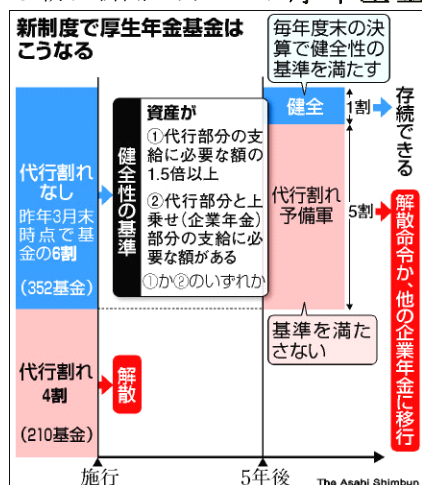 新制度で厚生年金基金は
こうなる
毎年度末の決
算で健全性の
基準を満たす
代行割れ
なし
昨年3月末
時点で基
金の6割
(352基金)
健全性の基準
資産が
①代行部分の支
給に必要な額の
1.5倍以上
②代行部分と上
乗せ(企業年金)
部分の支給に必
要な額がある
①か②のいずれか
健全
1割
存続できる
代行割れ
予備軍
5割
解散命令か、他の企業年金に移行
基準を満た
さない
代行割れ
4割
(210基金)
解散
施行
5年後
The Asahi Shimbun